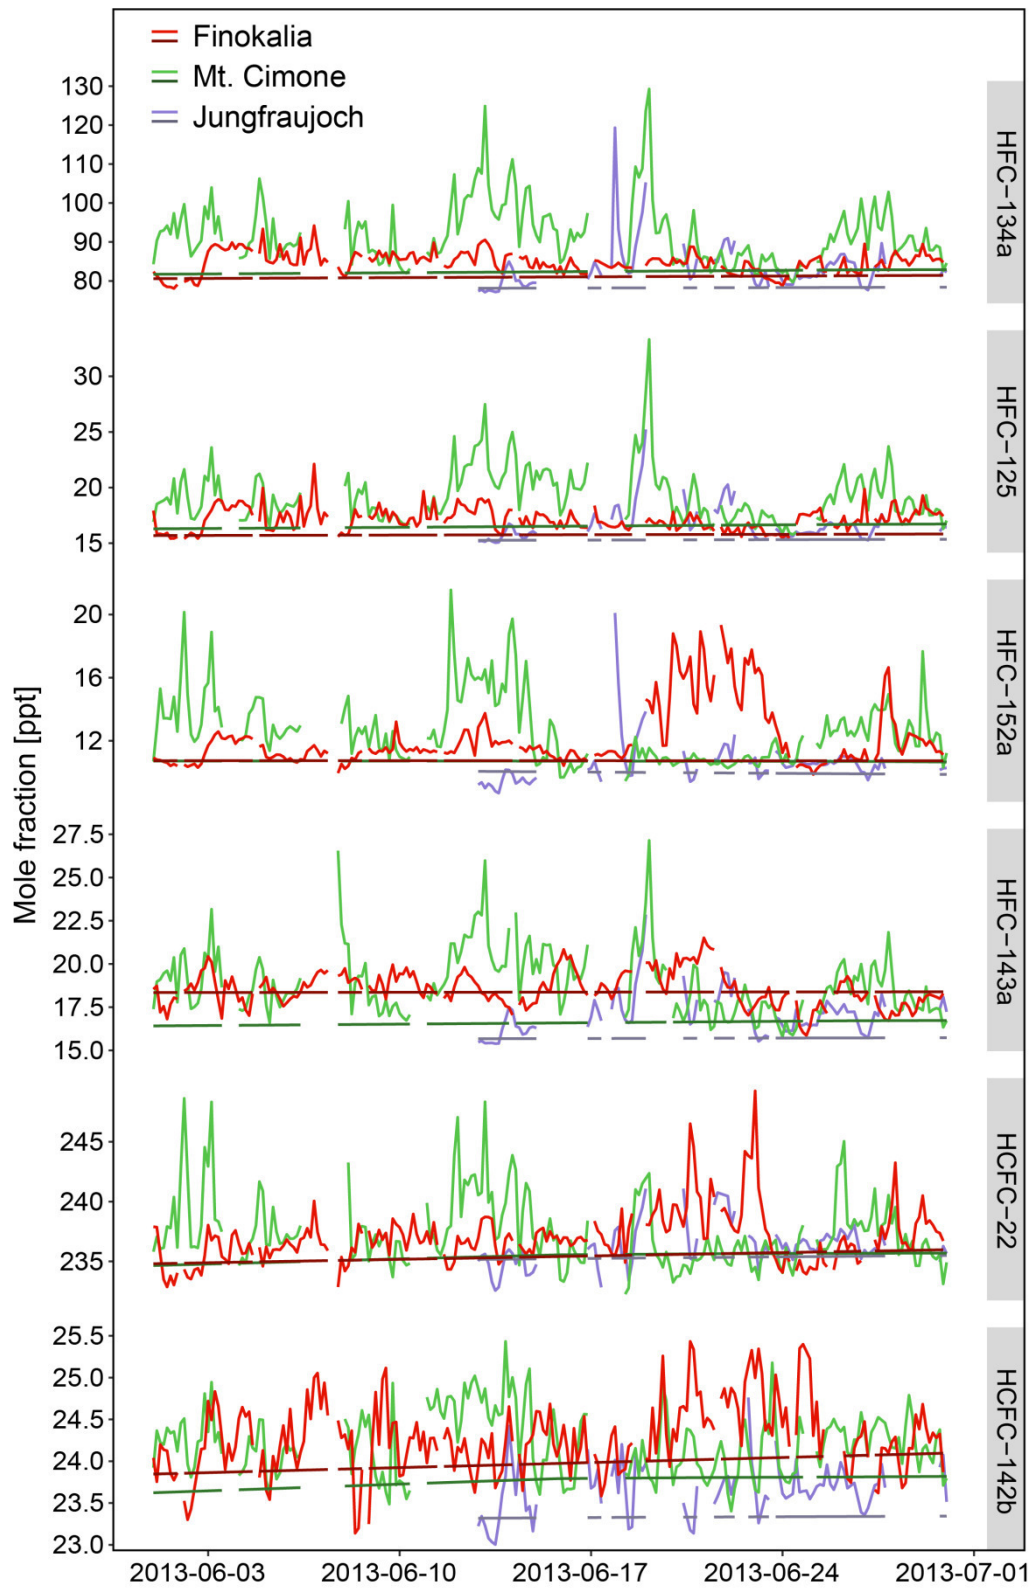 Finokalia
Mt. Cimone
Jungfraujoch
130
120
110
100
90
80
HFC−134a
30
25
20
15
HFC−125
20
16
12
HFC−152a
Mole fraction [ppt]
27.5
25.0
22.5
20.0
17.5
15.0
HFC−143a
245
240
235
HCFC−22
25.5
25.0
24.5
24.0
23.5
23.0
HCFC−142b
2013-06-03 2013-06-10 2013-06-17 2013-06-24 2013-07-01